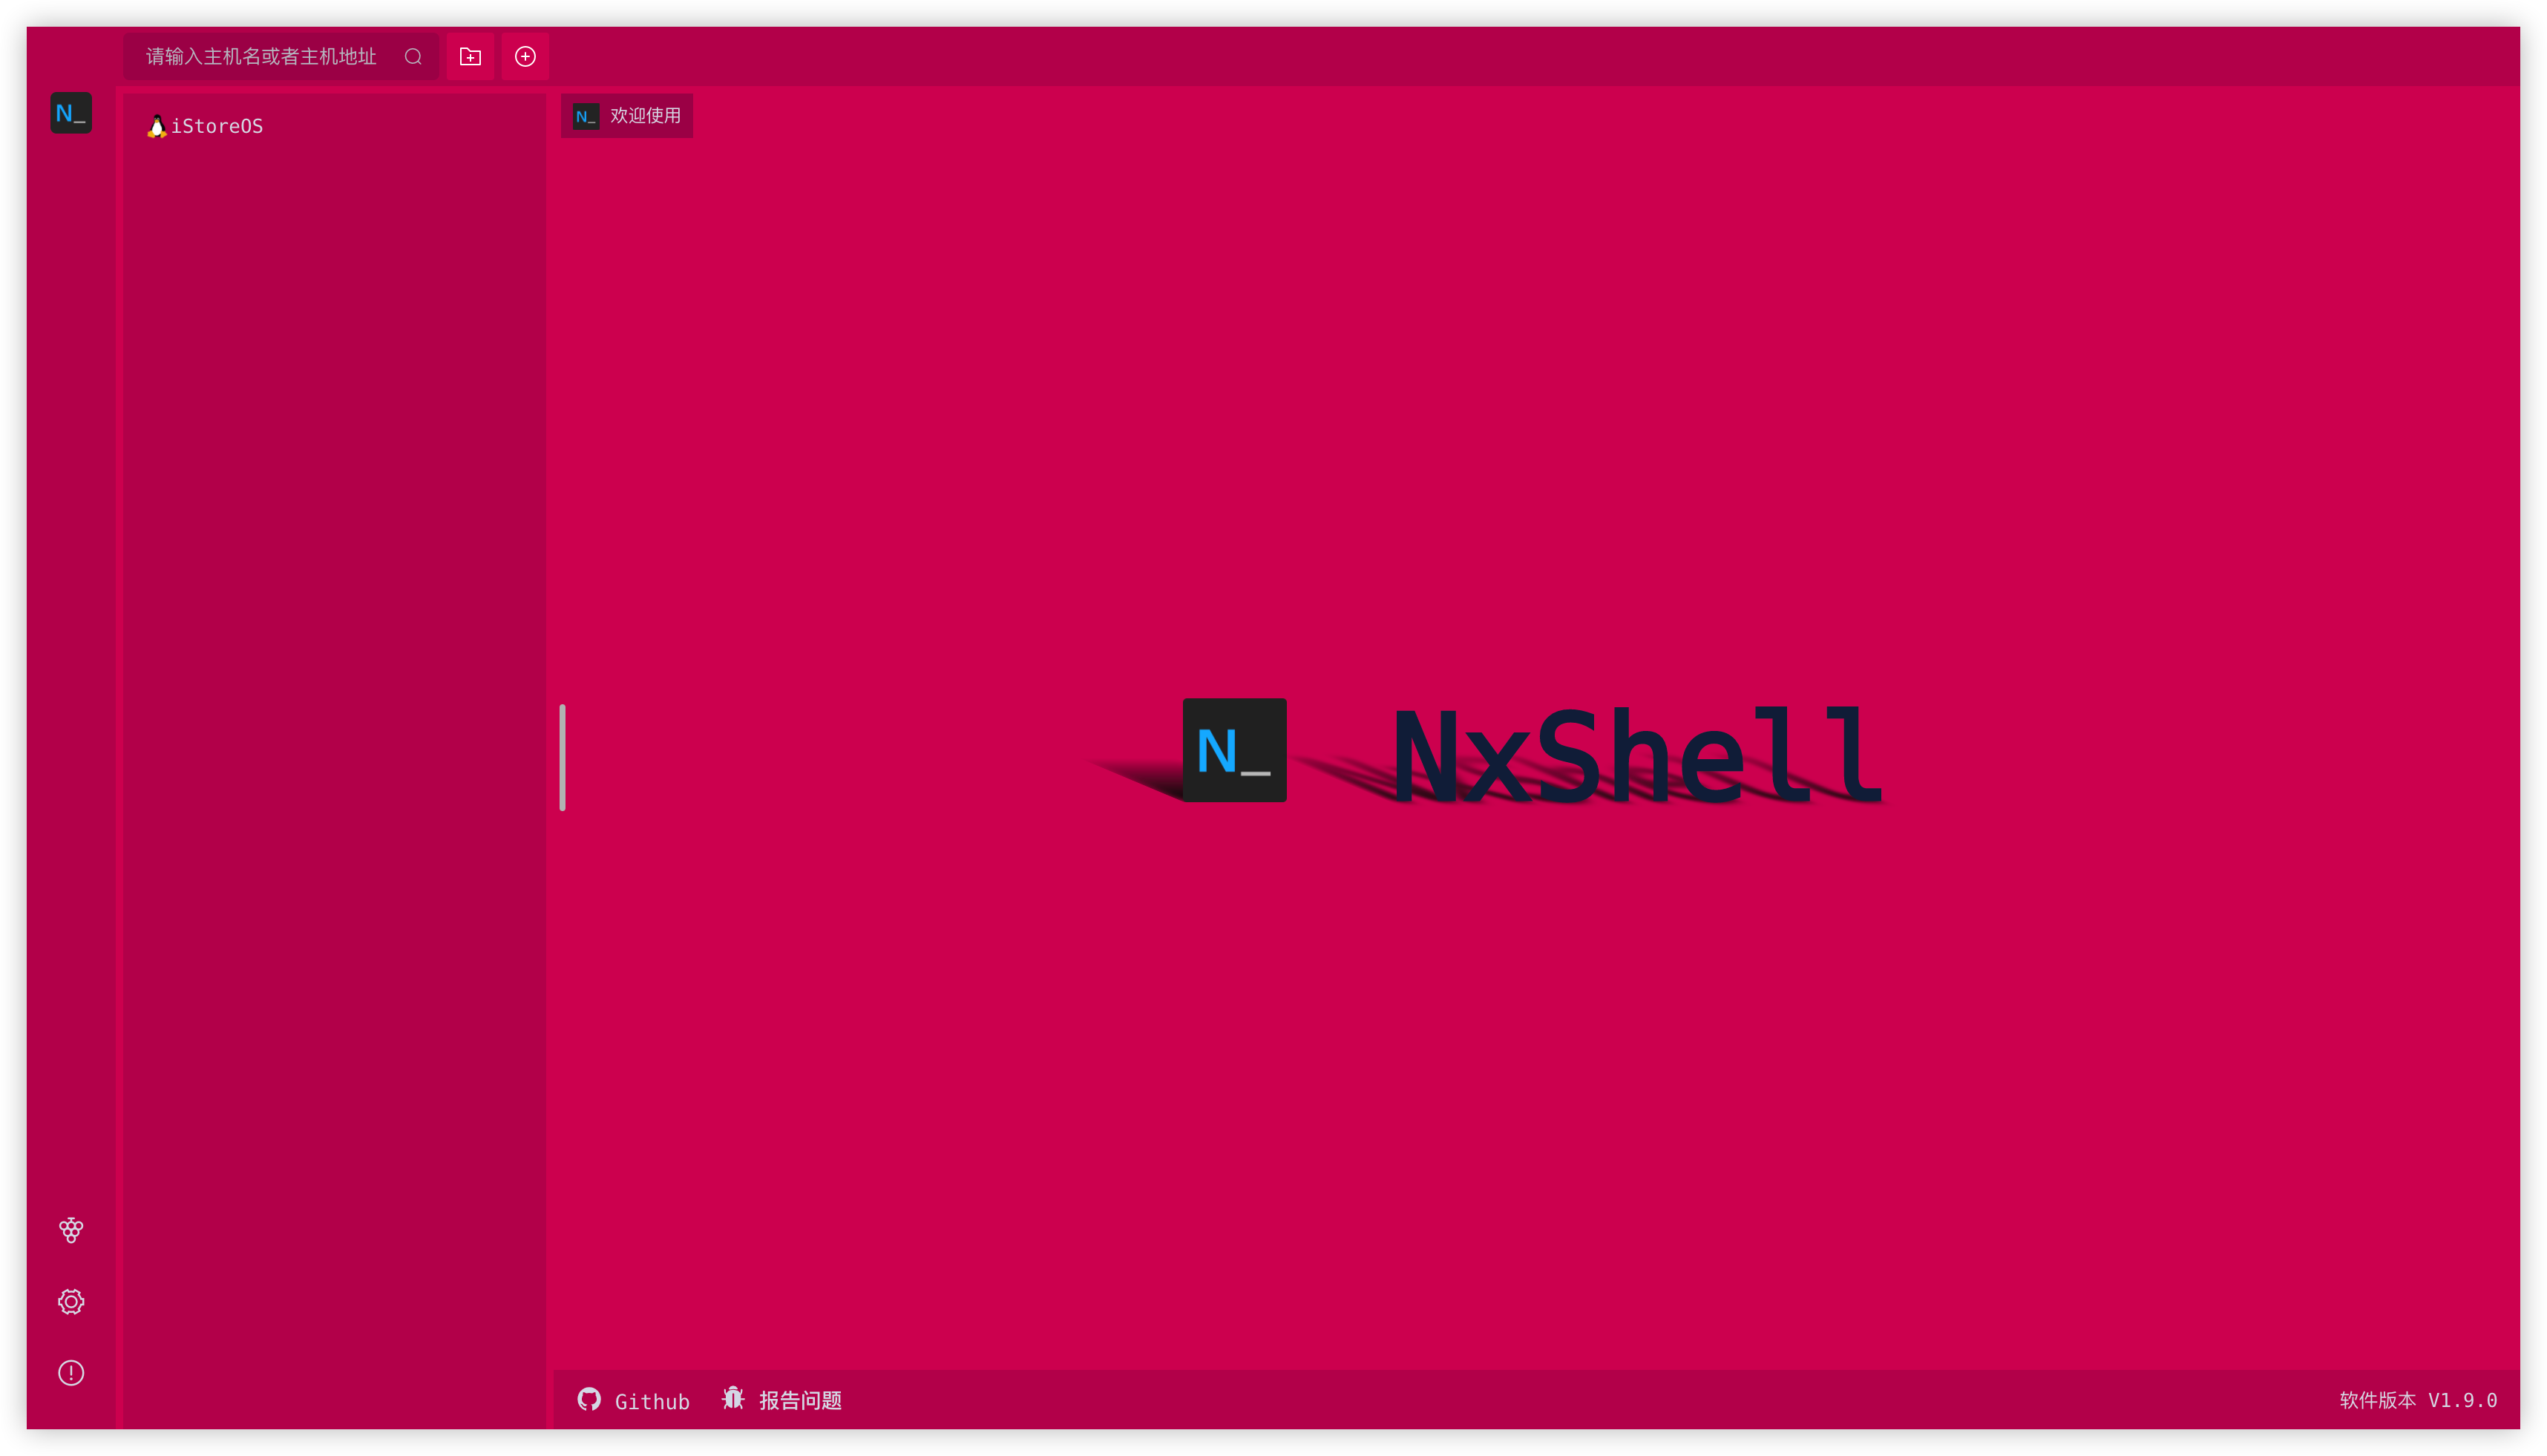 请输入主机名或者主机地址
N_
iStoreOS
N_ 欢迎使用
N_ NxShell
Github 报告问题 软件版本 V1.9.0